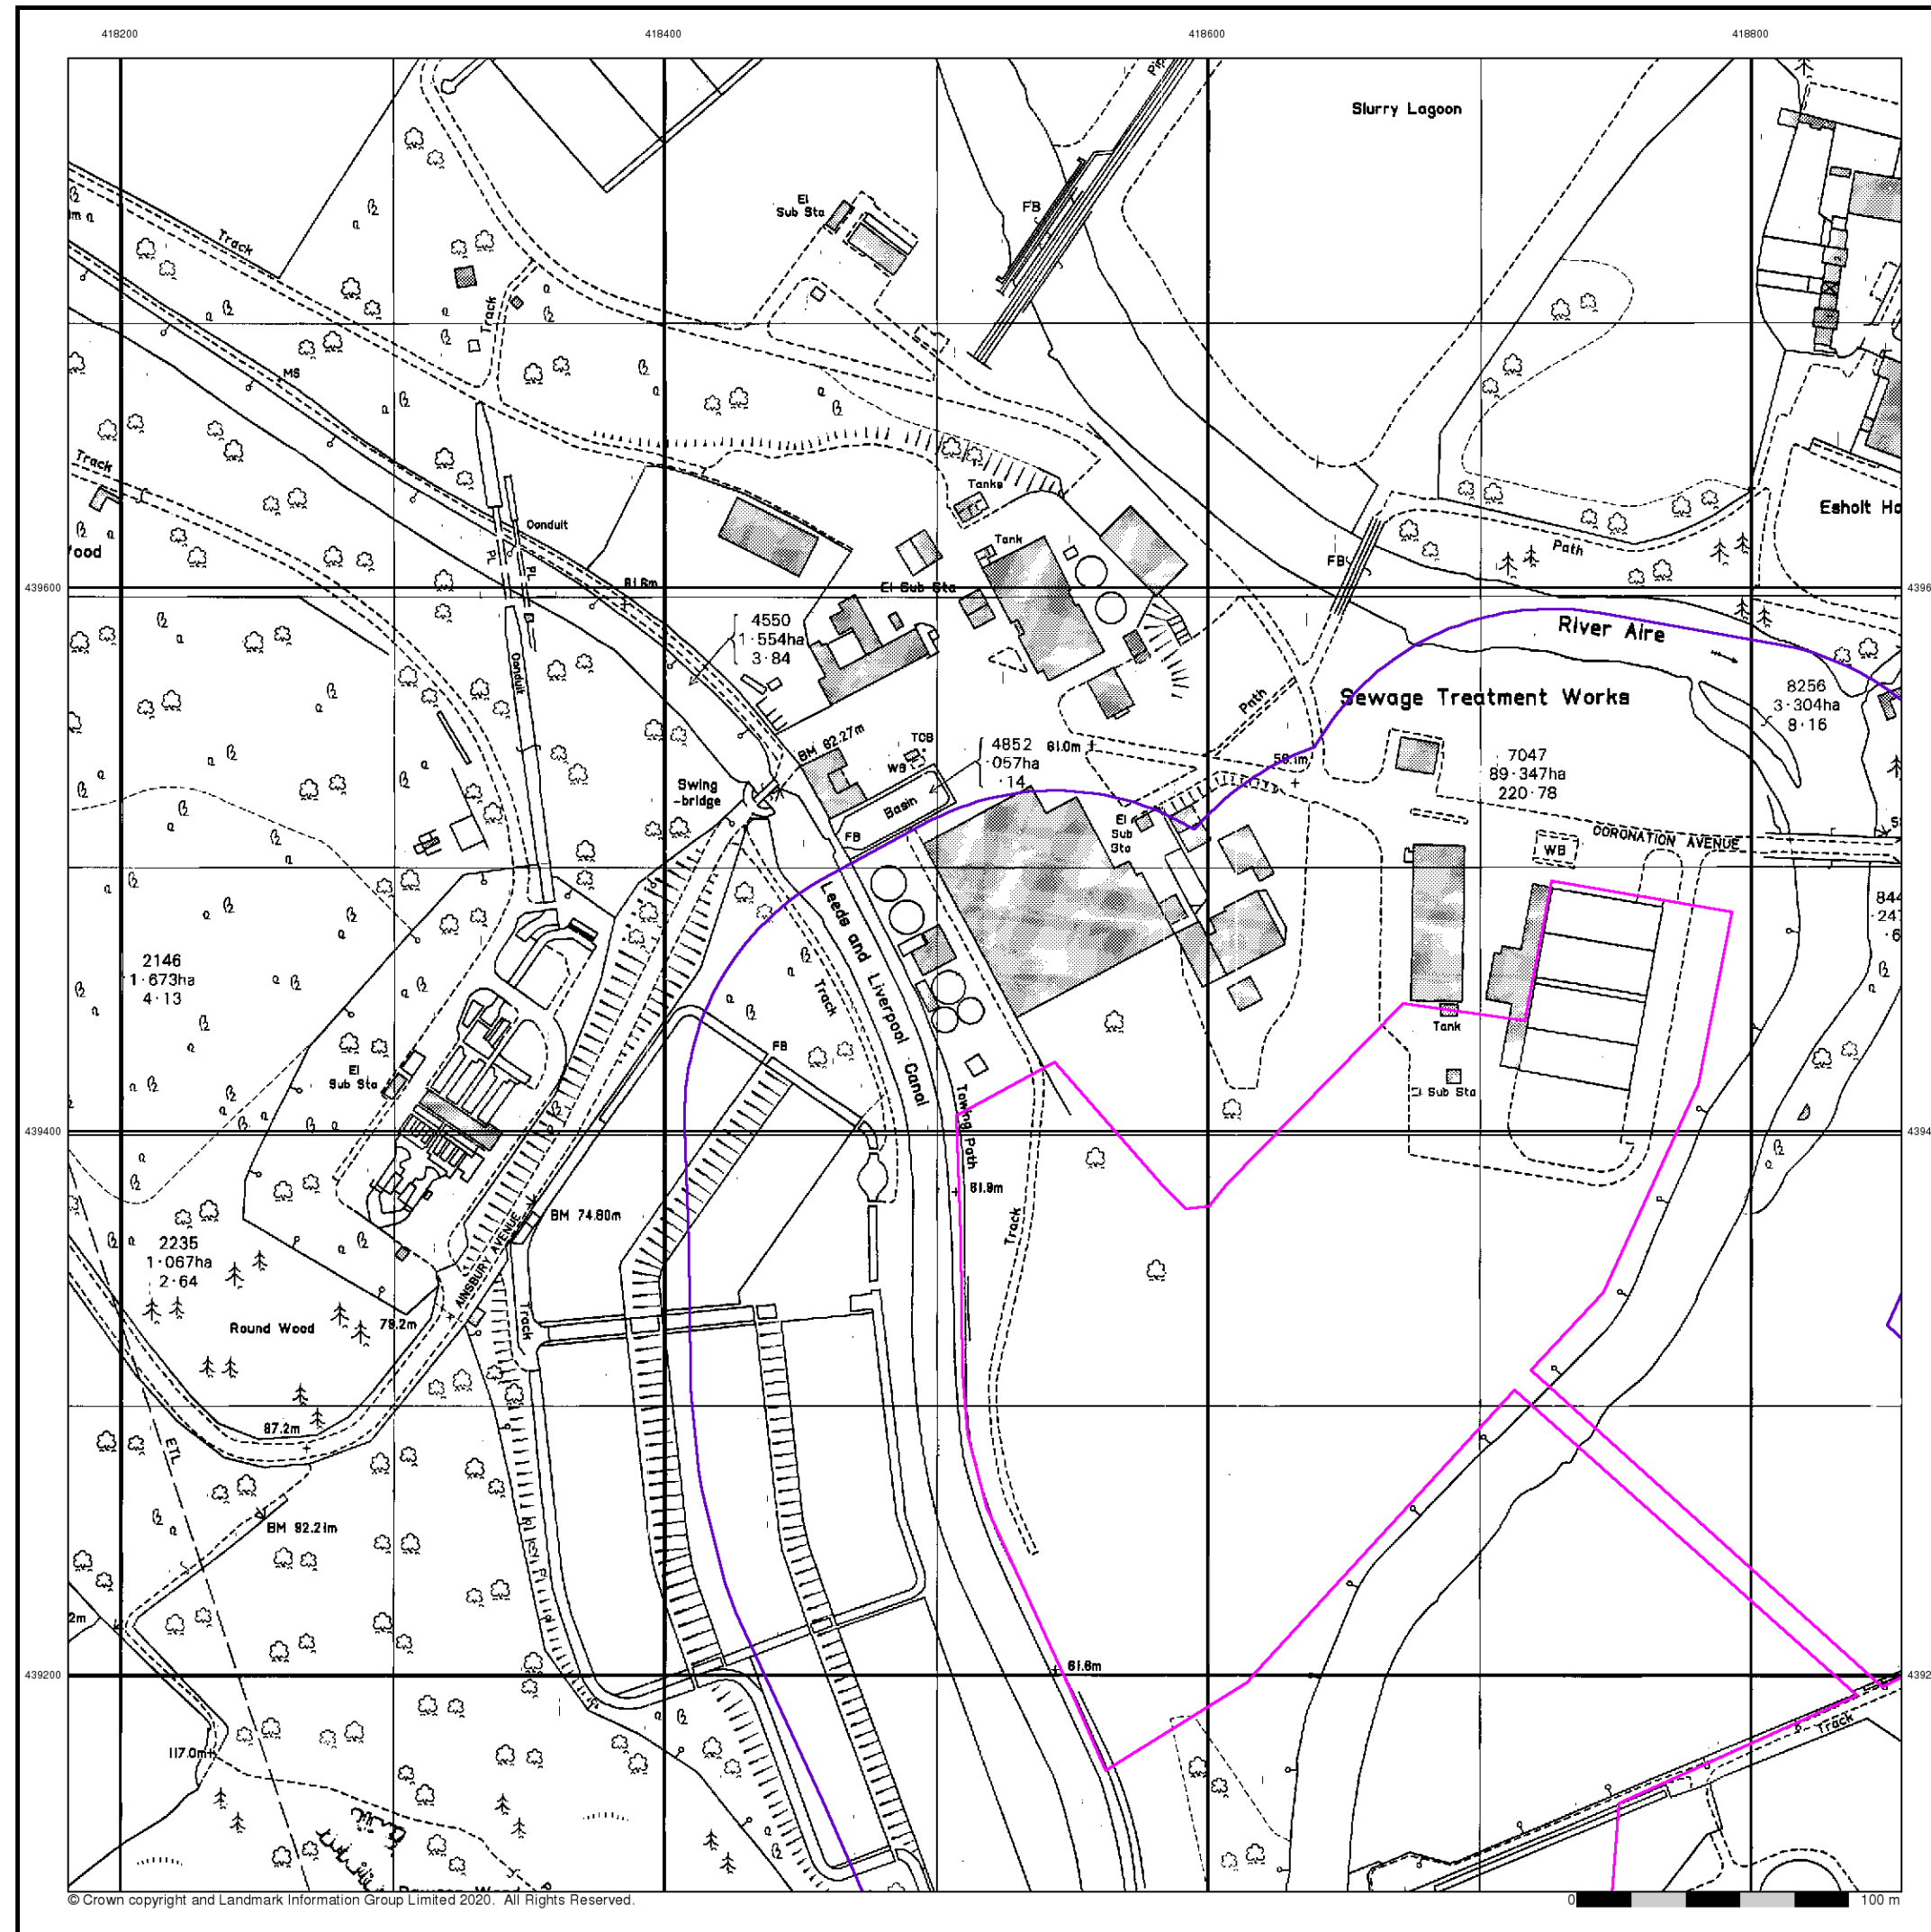 418200
418400
418600
418800
Slurry Lagoon
FB
El
Sub Sta
Track
Track
MS
Track
Tanks
Conduit
Tank
PL
PL
El Sub Sta
Esholt Ha
Path
FB
439600
81.6m
4550
1·554ha
3·84
River Aire
Conduit
Sewage Treatment Works
8256
3·304ha
8·16
Path
BM 82.27m
TCB
WB
4852
·057ha
·14
61.0m
7047
89·347ha
220·78
Swing
-bridge
Basin
FB
El
Sub
Sta
CORONATION AVENUE
WB
Leeds and Liverpool Canal
2146
1·673ha
4·13
Track
Tank
FB
El
Sub Sta
El Sub Sta
439400
Towing Path
61.9m
BM 74.80m
Track
2235
1·067ha
2·64
AINSBURY AVENUE
Track
Round Wood
79.2m
87.2m
ETL
BM 92.21m
439200
61.6m
Track
117.0m
© Crown copyright and Landmark Information Group Limited 2020. All Rights Reserved.
0
100 m